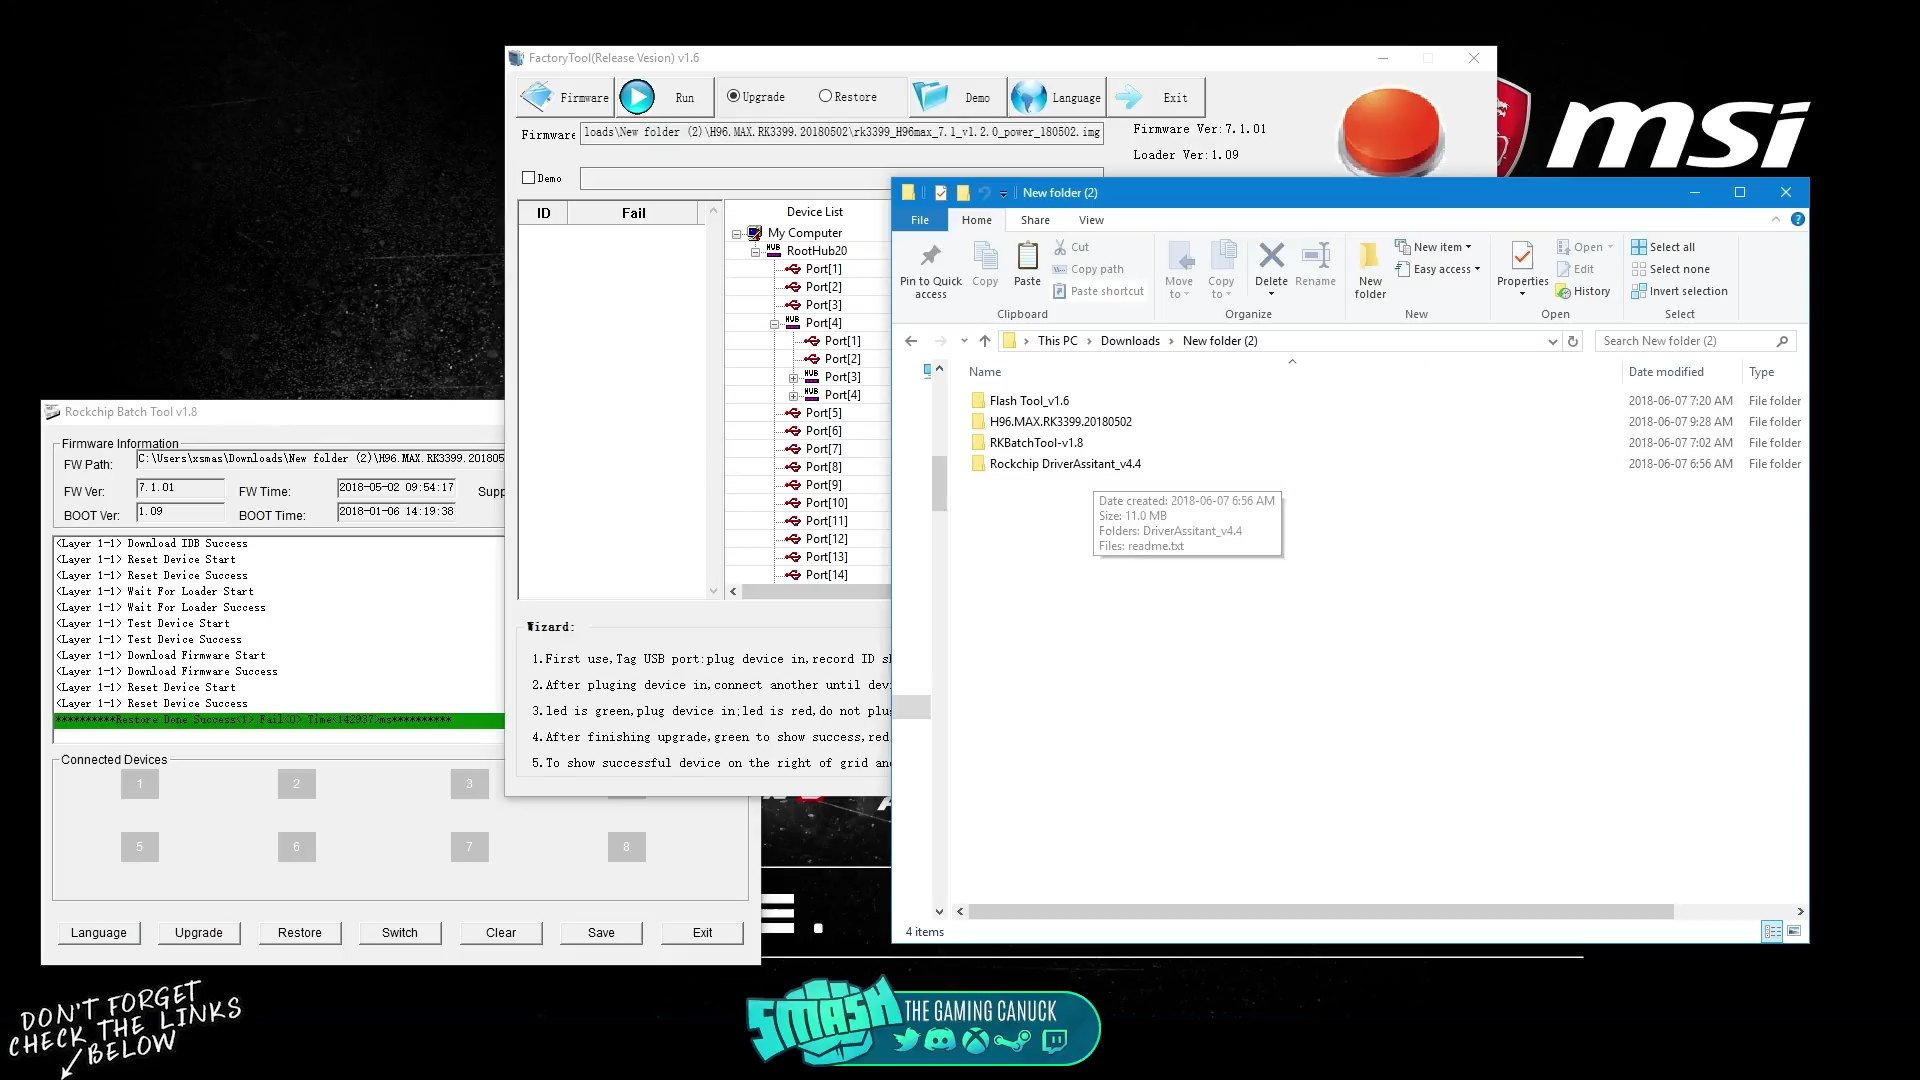 FactoryTool(Release Vesion) v1.6
Firmware
Run
Upgrade
Restore
Demo
Language
Exit
Firmware
loads\New folder (2)\H96.MAX.RK3399.20180502\rk3399_H96max_7.1_v1.2.0_power_180502.img
Firmware Ver:7.1.01
Loader Ver:1.09
Demo
ID
Fail
Device List
My Computer
RootHub20
Port[1]
Port[2]
Port[3]
HUB Port[4]
Port[1]
Port[2]
HUB Port[3]
HUB Port[4]
Port[5]
Port[6]
Port[7]
Port[8]
Port[9]
Port[10]
Port[11]
Port[12]
Port[13]
Port[14]
Wizard:
1.First use,Tag USB port:plug device in,record ID
2.After pluging device in,connect another until
3.led is green,plug device in;led is red,do not
4.After finishing upgrade,green to show success,red
5.To show successful device on the right of grid
msi
New folder (2)
File
Home
Share
View
Pin to Quick access
Copy
Paste
Cut
Copy path
Paste shortcut
Clipboard
Move to
Copy to
Delete
Rename
Organize
New folder
New item
Easy access
New
Properties
Open
Edit
History
Open
Select all
Select none
Invert selection
Select
This PC > Downloads > New folder (2)
Search New folder (2)
Name
Date modified
Type
Flash Tool_v1.6 2018-06-07 7:20 AM File folder
H96.MAX.RK3399.20180502 2018-06-07 9:28 AM File folder
RKBatchTool-v1.8 2018-06-07 7:02 AM File folder
Rockchip DriverAssitant_v4.4 2018-06-07 6:56 AM File folder
Date created: 2018-06-07 6:56 AM
Size: 11.0 MB
Folders: DriverAssitant_v4.4
Files: readme.txt
4 items
Rockchip Batch Tool v1.8
Firmware Information
FW Path:
C:\Users\xsmas\Downloads\New folder (2)\H96.MAX.RK3399.201805
FW Ver:
7.1.01
FW Time:
2018-05-02 09:54:17
BOOT Ver:
1.09
BOOT Time:
2018-01-06 14:19:38
<Layer 1-1> Download IDB Success
<Layer 1-1> Reset Device Start
<Layer 1-1> Reset Device Success
<Layer 1-1> Wait For Loader Start
<Layer 1-1> Wait For Loader Success
<Layer 1-1> Test Device Start
<Layer 1-1> Test Device Success
<Layer 1-1> Download Firmware Start
<Layer 1-1> Download Firmware Success
<Layer 1-1> Reset Device Start
<Layer 1-1> Reset Device Success
**********Restore Done Success<1> Fail<0> Time<142937>ms**********
Connected Devices
1
2
3
5
6
7
8
Language
Upgrade
Restore
Switch
Clear
Save
Exit
DON'T FORGET
CHECK THE LINKS
BELOW
SMASH
THE GAMING CANUCK